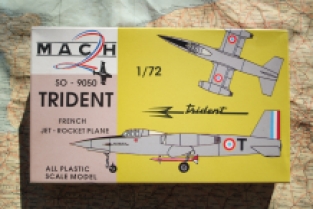 MACH 2
SO - 9050
TRIDENT
FRENCH
JET-ROCKET PLANE
ALL PLASTIC
SCALE MODEL
1/72
Trident
T